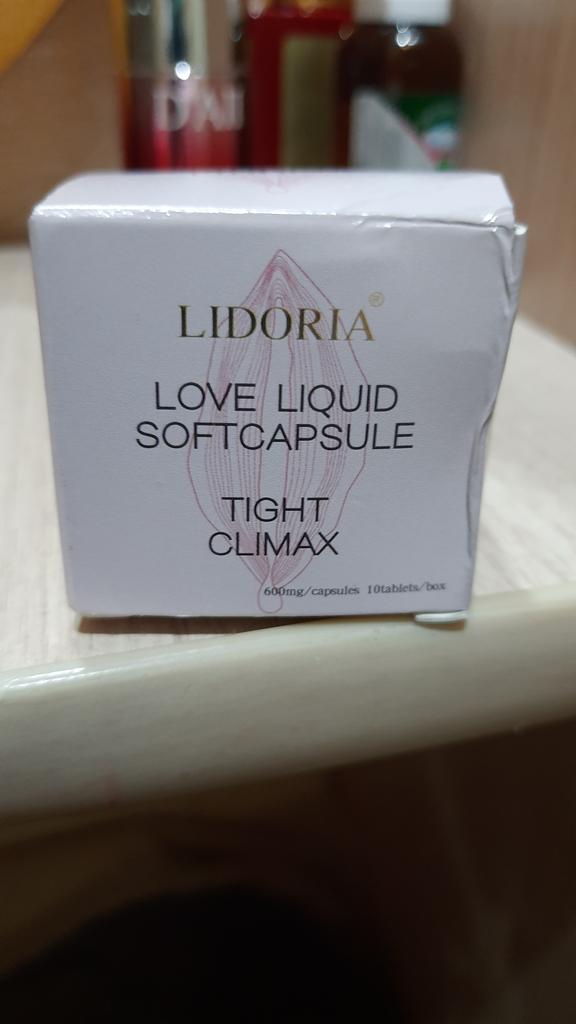 LIDORIA®
LOVE LIQUID
SOFTCAPSULE
TIGHT
CLIMAX
600mg/capsules 10tablets/box